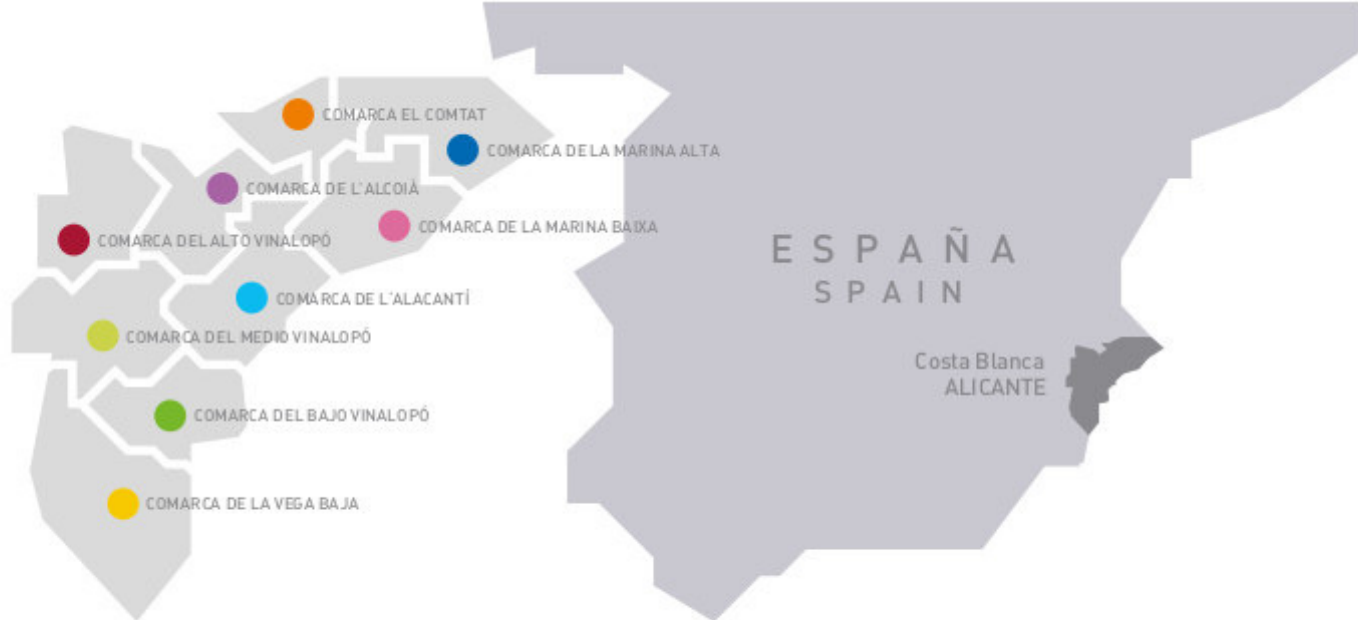 COMARCA EL COMTAT
COMARCA DE LA MARINA ALTA
COMARCA DE L'ALCOIÀ
COMARCA DE LA MARINA BAIXA
COMARCA DEL ALTO VINALOPÓ
COMARCA DE L'ALACANTÍ
COMARCA DEL MEDIO VINALOPÓ
COMARCA DEL BAJO VINALOPÓ
COMARCA DE LA VEGA BAJA
ESPAÑA
SPAIN
Costa Blanca
ALICANTE